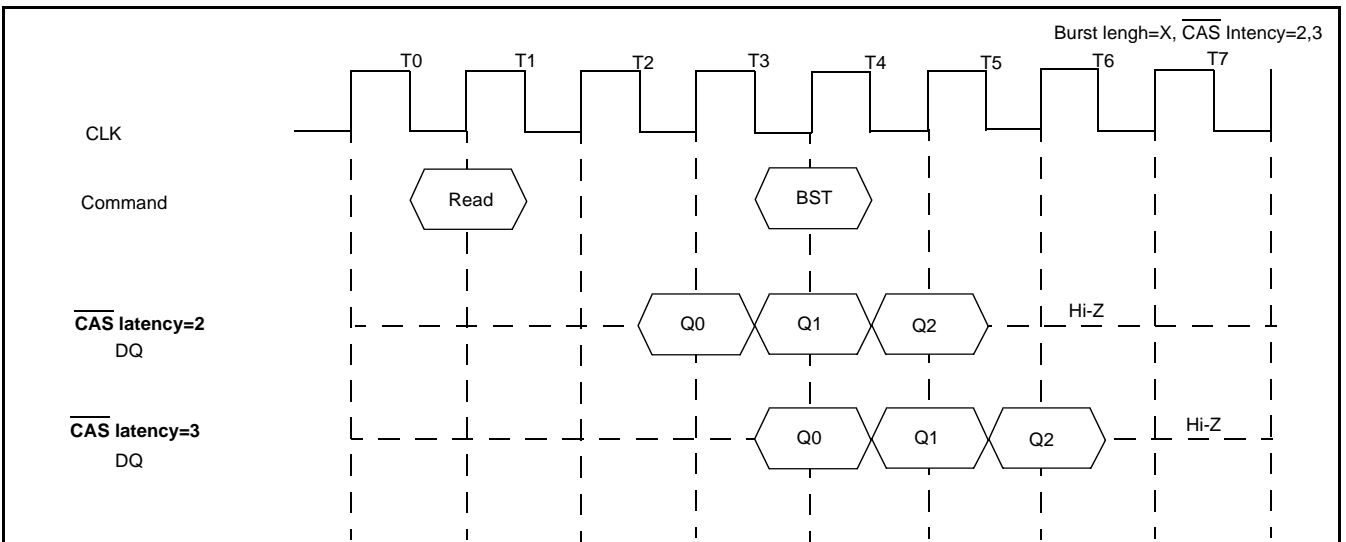 Burst lengh=X, CAS lntency=2,3
T0 T1 T2 T3 T4 T5 T6 T7
CLK
Command
Read
BST
CAS latency=2
DQ
Q0 Q1 Q2
Hi-Z
CAS latency=3
DQ
Q0 Q1 Q2
Hi-Z